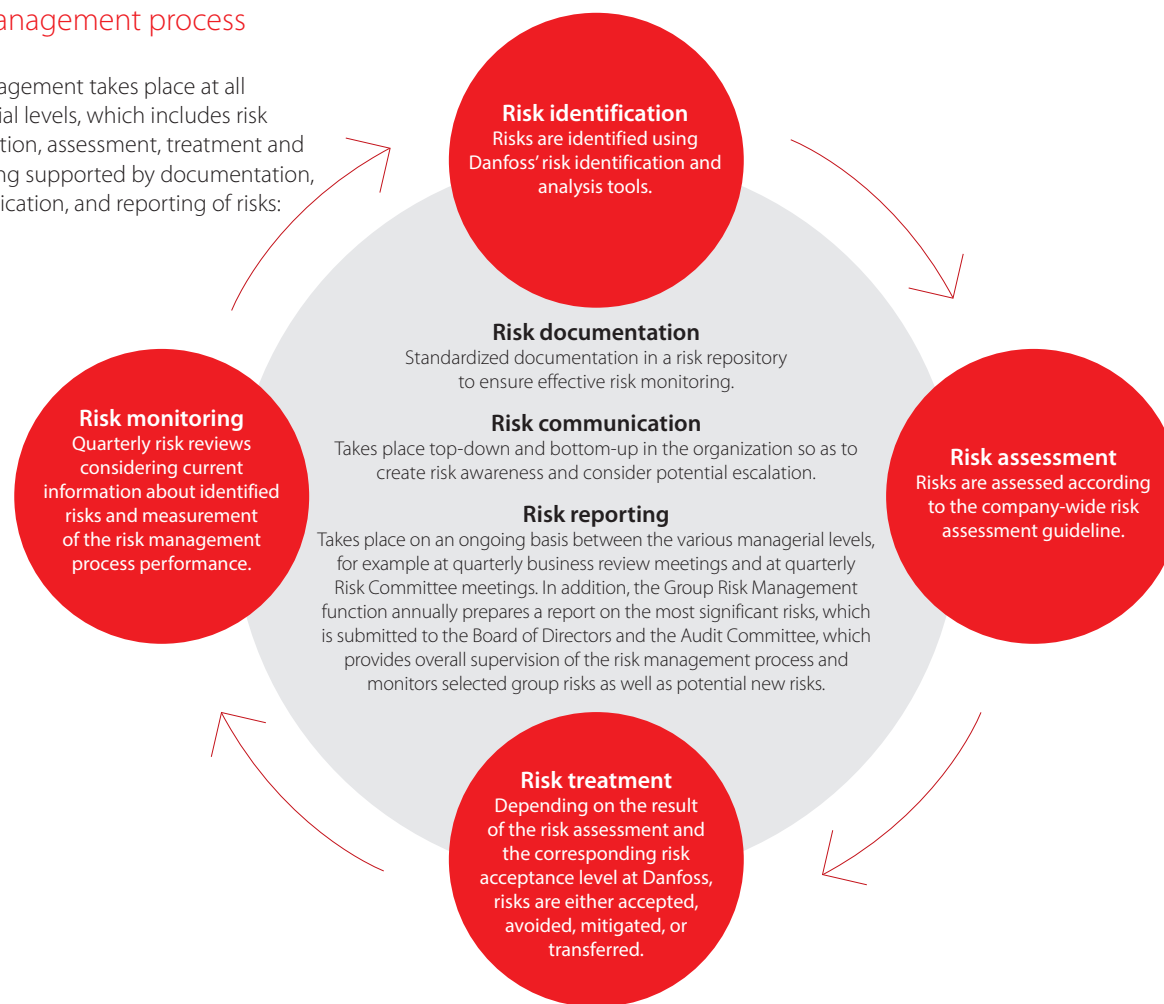 anagement process
agement takes place at all
ial levels, which includes risk
tion, assessment, treatment and
ng supported by documentation,
ication, and reporting of risks:
Risk identification
Risks are identified using
Danfoss’ risk identification and
analysis tools.
Risk documentation
Standardized documentation in a risk repository
to ensure effective risk monitoring.
Risk communication
Takes place top-down and bottom-up in the organization so as to
create risk awareness and consider potential escalation.
Risk reporting
Takes place on an ongoing basis between the various managerial levels,
for example at quarterly business review meetings and at quarterly
Risk Committee meetings. In addition, the Group Risk Management
function annually prepares a report on the most significant risks, which
is submitted to the Board of Directors and the Audit Committee, which
provides overall supervision of the risk management process and
monitors selected group risks as well as potential new risks.
Risk monitoring
Quarterly risk reviews
considering current
information about identified
risks and measurement
of the risk management
process performance.
Risk assessment
Risks are assessed according
to the company-wide risk
assessment guideline.
Risk treatment
Depending on the result
of the risk assessment and
the corresponding risk
acceptance level at Danfoss,
risks are either accepted,
avoided, mitigated, or
transferred.